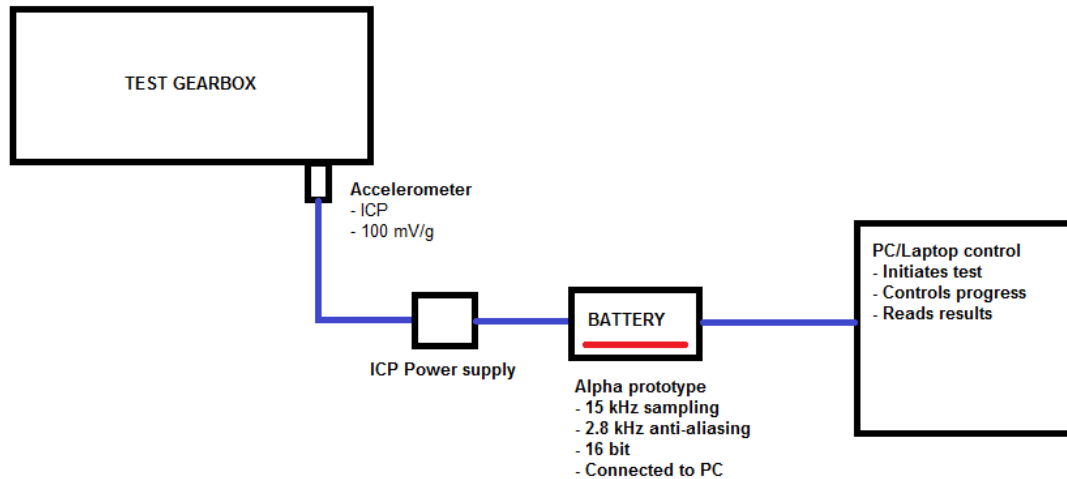 TEST GEARBOX
Accelerometer
- ICP
- 100 mV/g
ICP Power supply
BATTERY
Alpha prototype
- 15 kHz sampling
- 2.8 kHz anti-aliasing
- 16 bit
- Connected to PC
PC/Laptop control
- Initiates test
- Controls progress
- Reads results